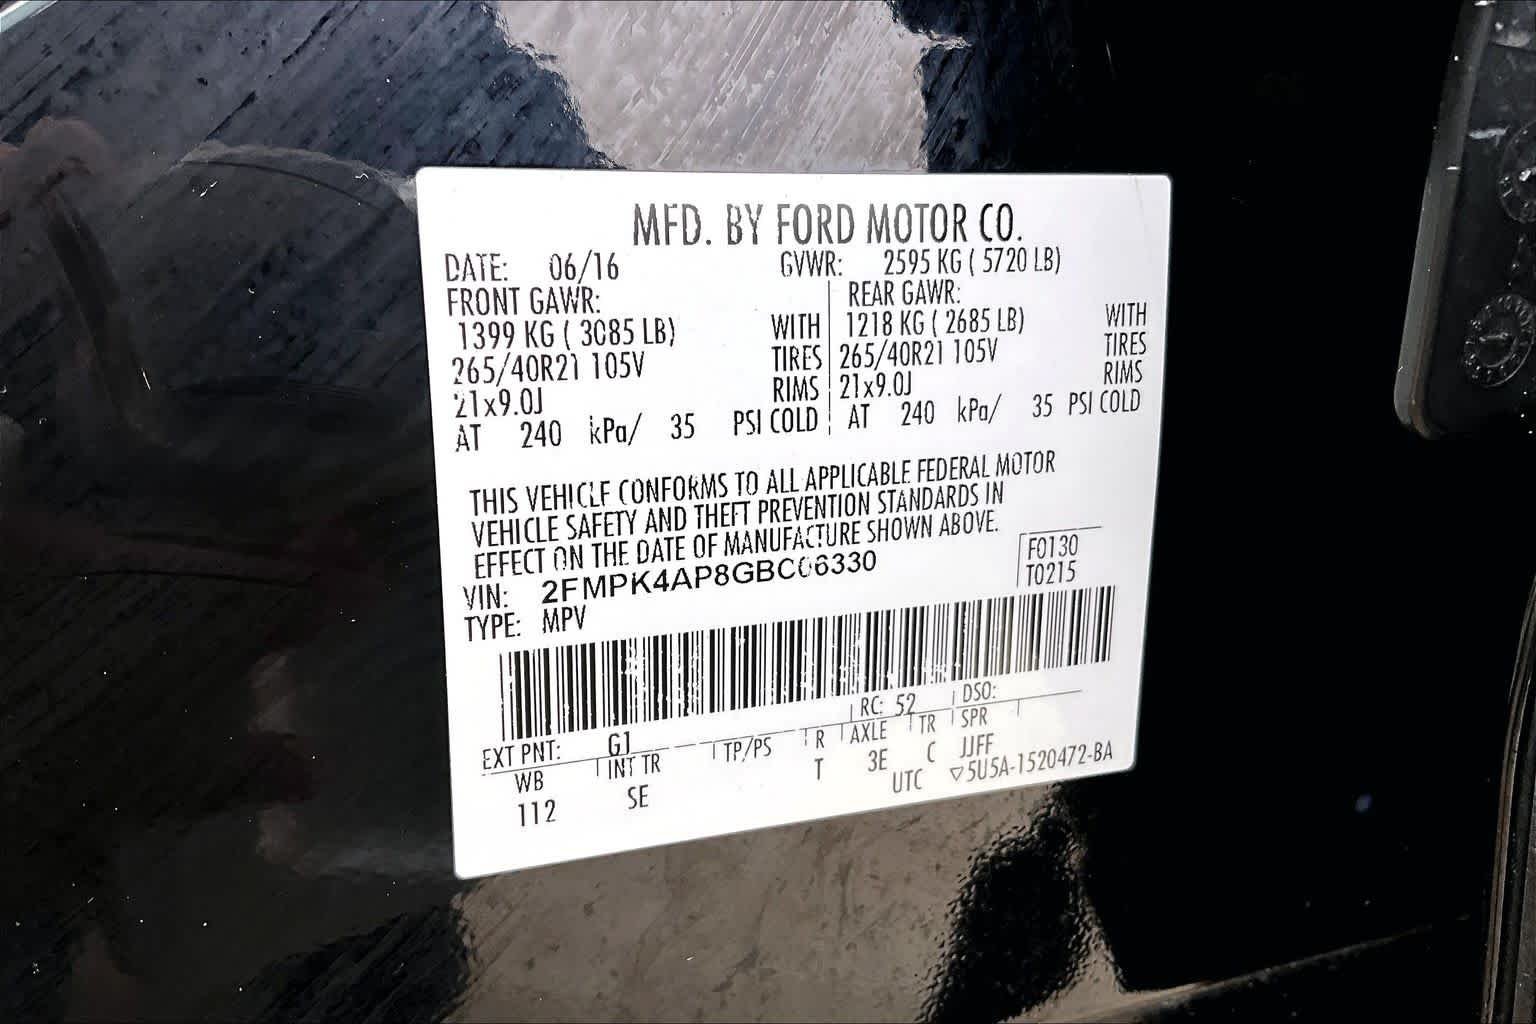 MFD. BY FORD MOTOR CO.
DATE: 06/16 GVWR: 2595 KG ( 5720 LB)
FRONT GAWR: REAR GAWR:
1399 KG ( 3085 LB) WITH 1218 KG ( 2685 LB) WITH
265/40R21 105V TIRES 265/40R21 105V TIRES
21x9.0J RIMS 21x9.0J RIMS
AT 240 kPa/ 35 PSI COLD AT 240 kPa/ 35 PSI COLD
THIS VEHICLE CONFORMS TO ALL APPLICABLE FEDERAL MOTOR
VEHICLE SAFETY AND THEFT PREVENTION STANDARDS IN
EFFECT ON THE DATE OF MANUFACTURE SHOWN ABOVE.
VIN: 2FMPK4AP8GBC06330 F0130
TYPE: MPV T0215
RC: 52 DSO:
EXT PNT: G1
WB INT TR TP/PS R AXLE TR SPR
112 SE T 3E C JJFF
UTC ▽5U5A-1520472-BA